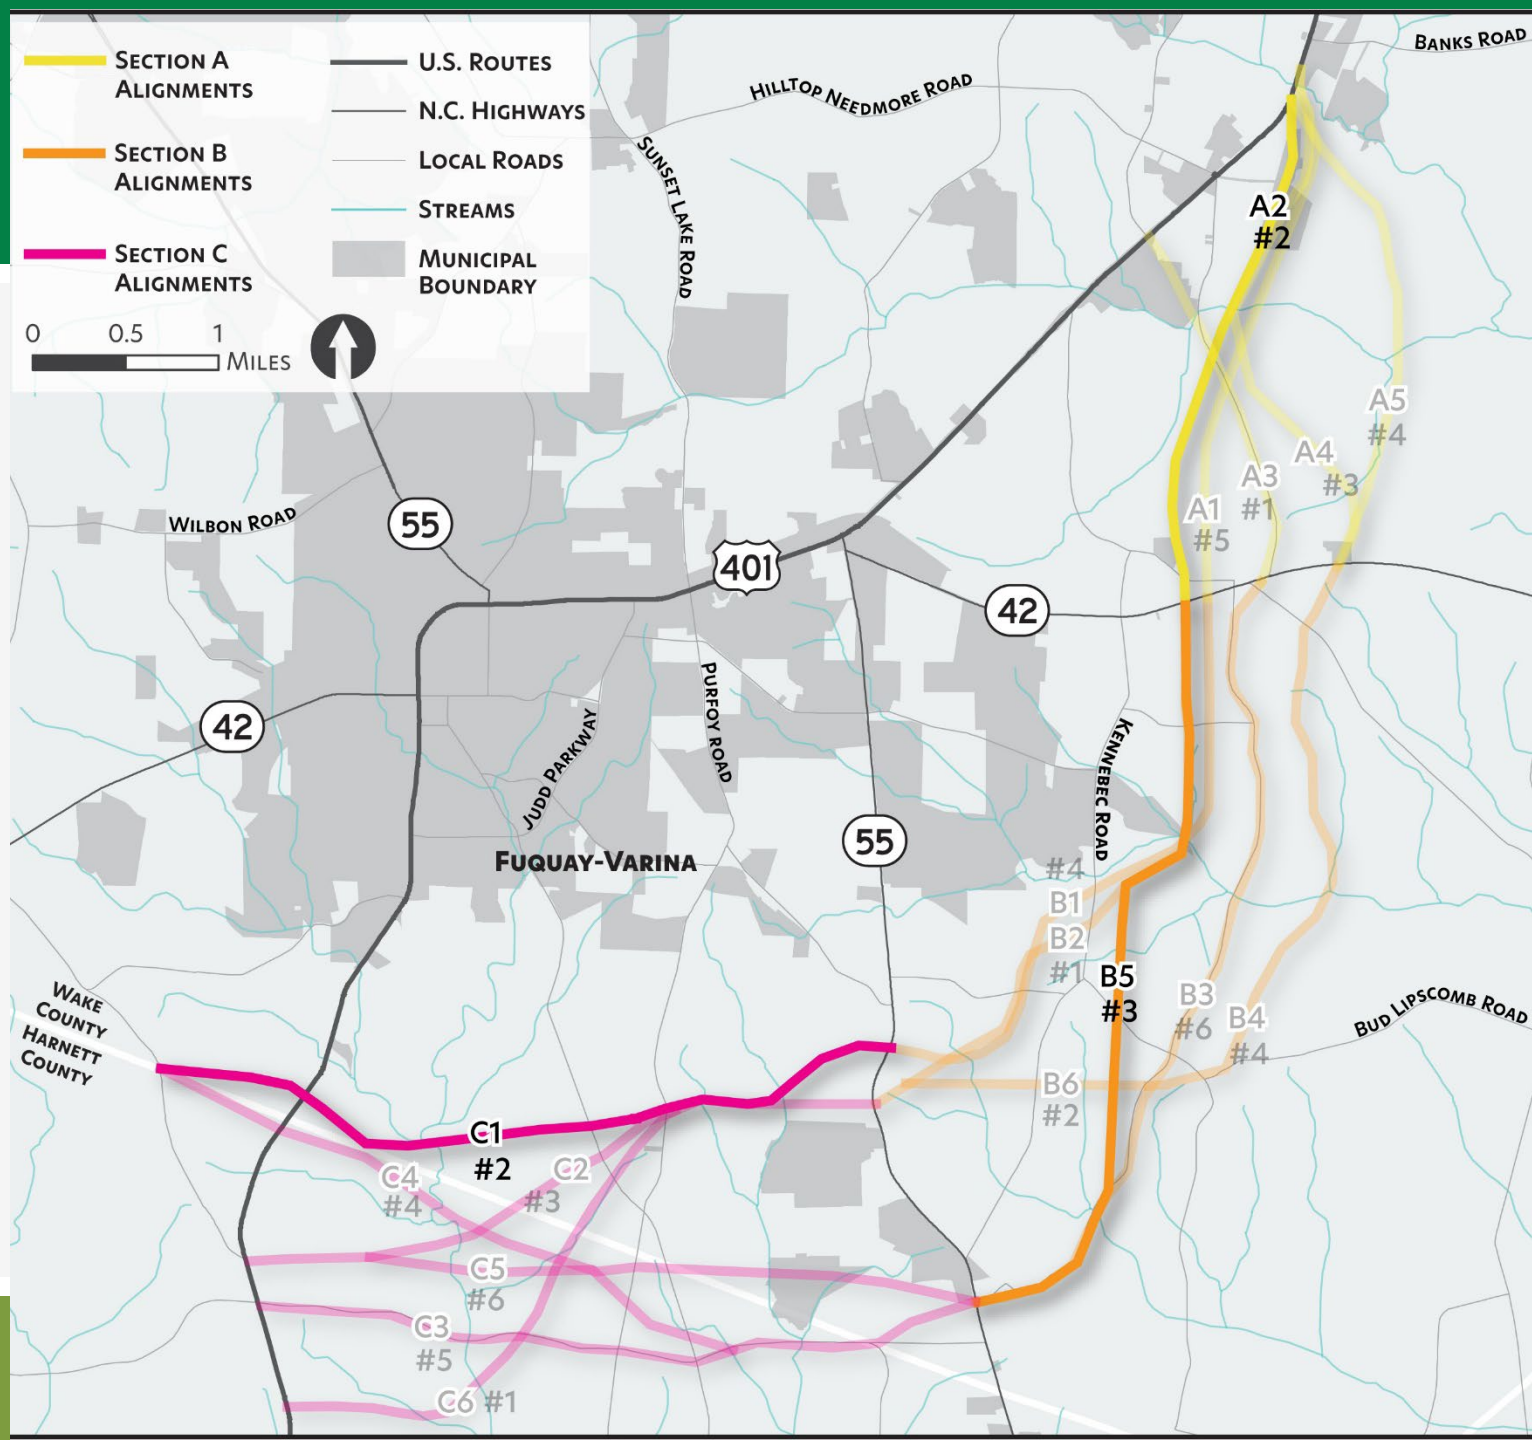 SECTION A
ALIGNMENTS
SECTION B
ALIGNMENTS
SECTION C
ALIGNMENTS
U.S. ROUTES
N.C. HIGHWAYS
LOCAL ROADS
STREAMS
MUNICIPAL
BOUNDARY
0 0.5 1
MILES
BANKS ROAD
HILLTOP NEEDMORE ROAD
SUNSET LAKE ROAD
A2
#2
A5
#4
A4
#3
A3
#1
A1
#5
WILBON ROAD
55
401
42
42
PURFOY ROAD
JUDD PARKWAY
KENNEBEC ROAD
55
FUQUAY-VARINA
#4
B1
B2
#1
B5
#3
B3
#6
B4
#4
BUD LIPSCOMB ROAD
WAKE
COUNTY
HARNETT
COUNTY
B6
#2
C1
#2
C2
#3
C4
#4
C5
#6
C3
#5
C6 #1